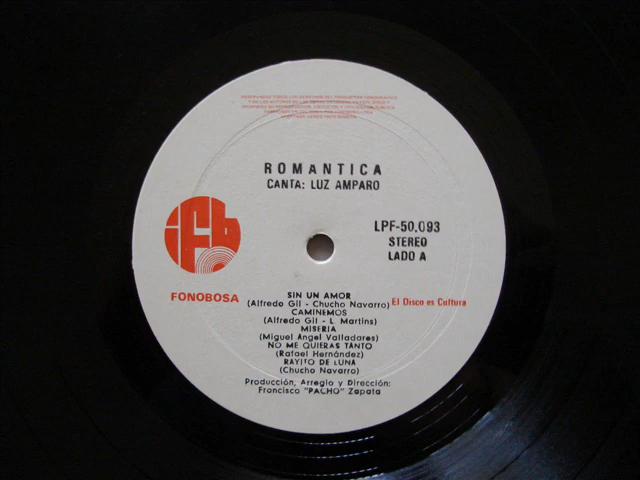 ROMANTICA
CANTA: LUZ AMPARO
ifb
FONOBOSA
LPF-50.093
STEREO
LADO A
El Disco es Cultura
SIN UN AMOR
(Alfredo Gil - Chucho Navarro)
CAMINEMOS
(Alfredo Gil - L. Martins)
MISERIA
(Miguel Angel Valladares)
NO ME QUIERAS TANTO
(Rafael Hernández)
RAYITO DE LUNA
(Chucho Navarro)
Producción, Arreglo y Dirección:
Francisco "PACHO" Zapata